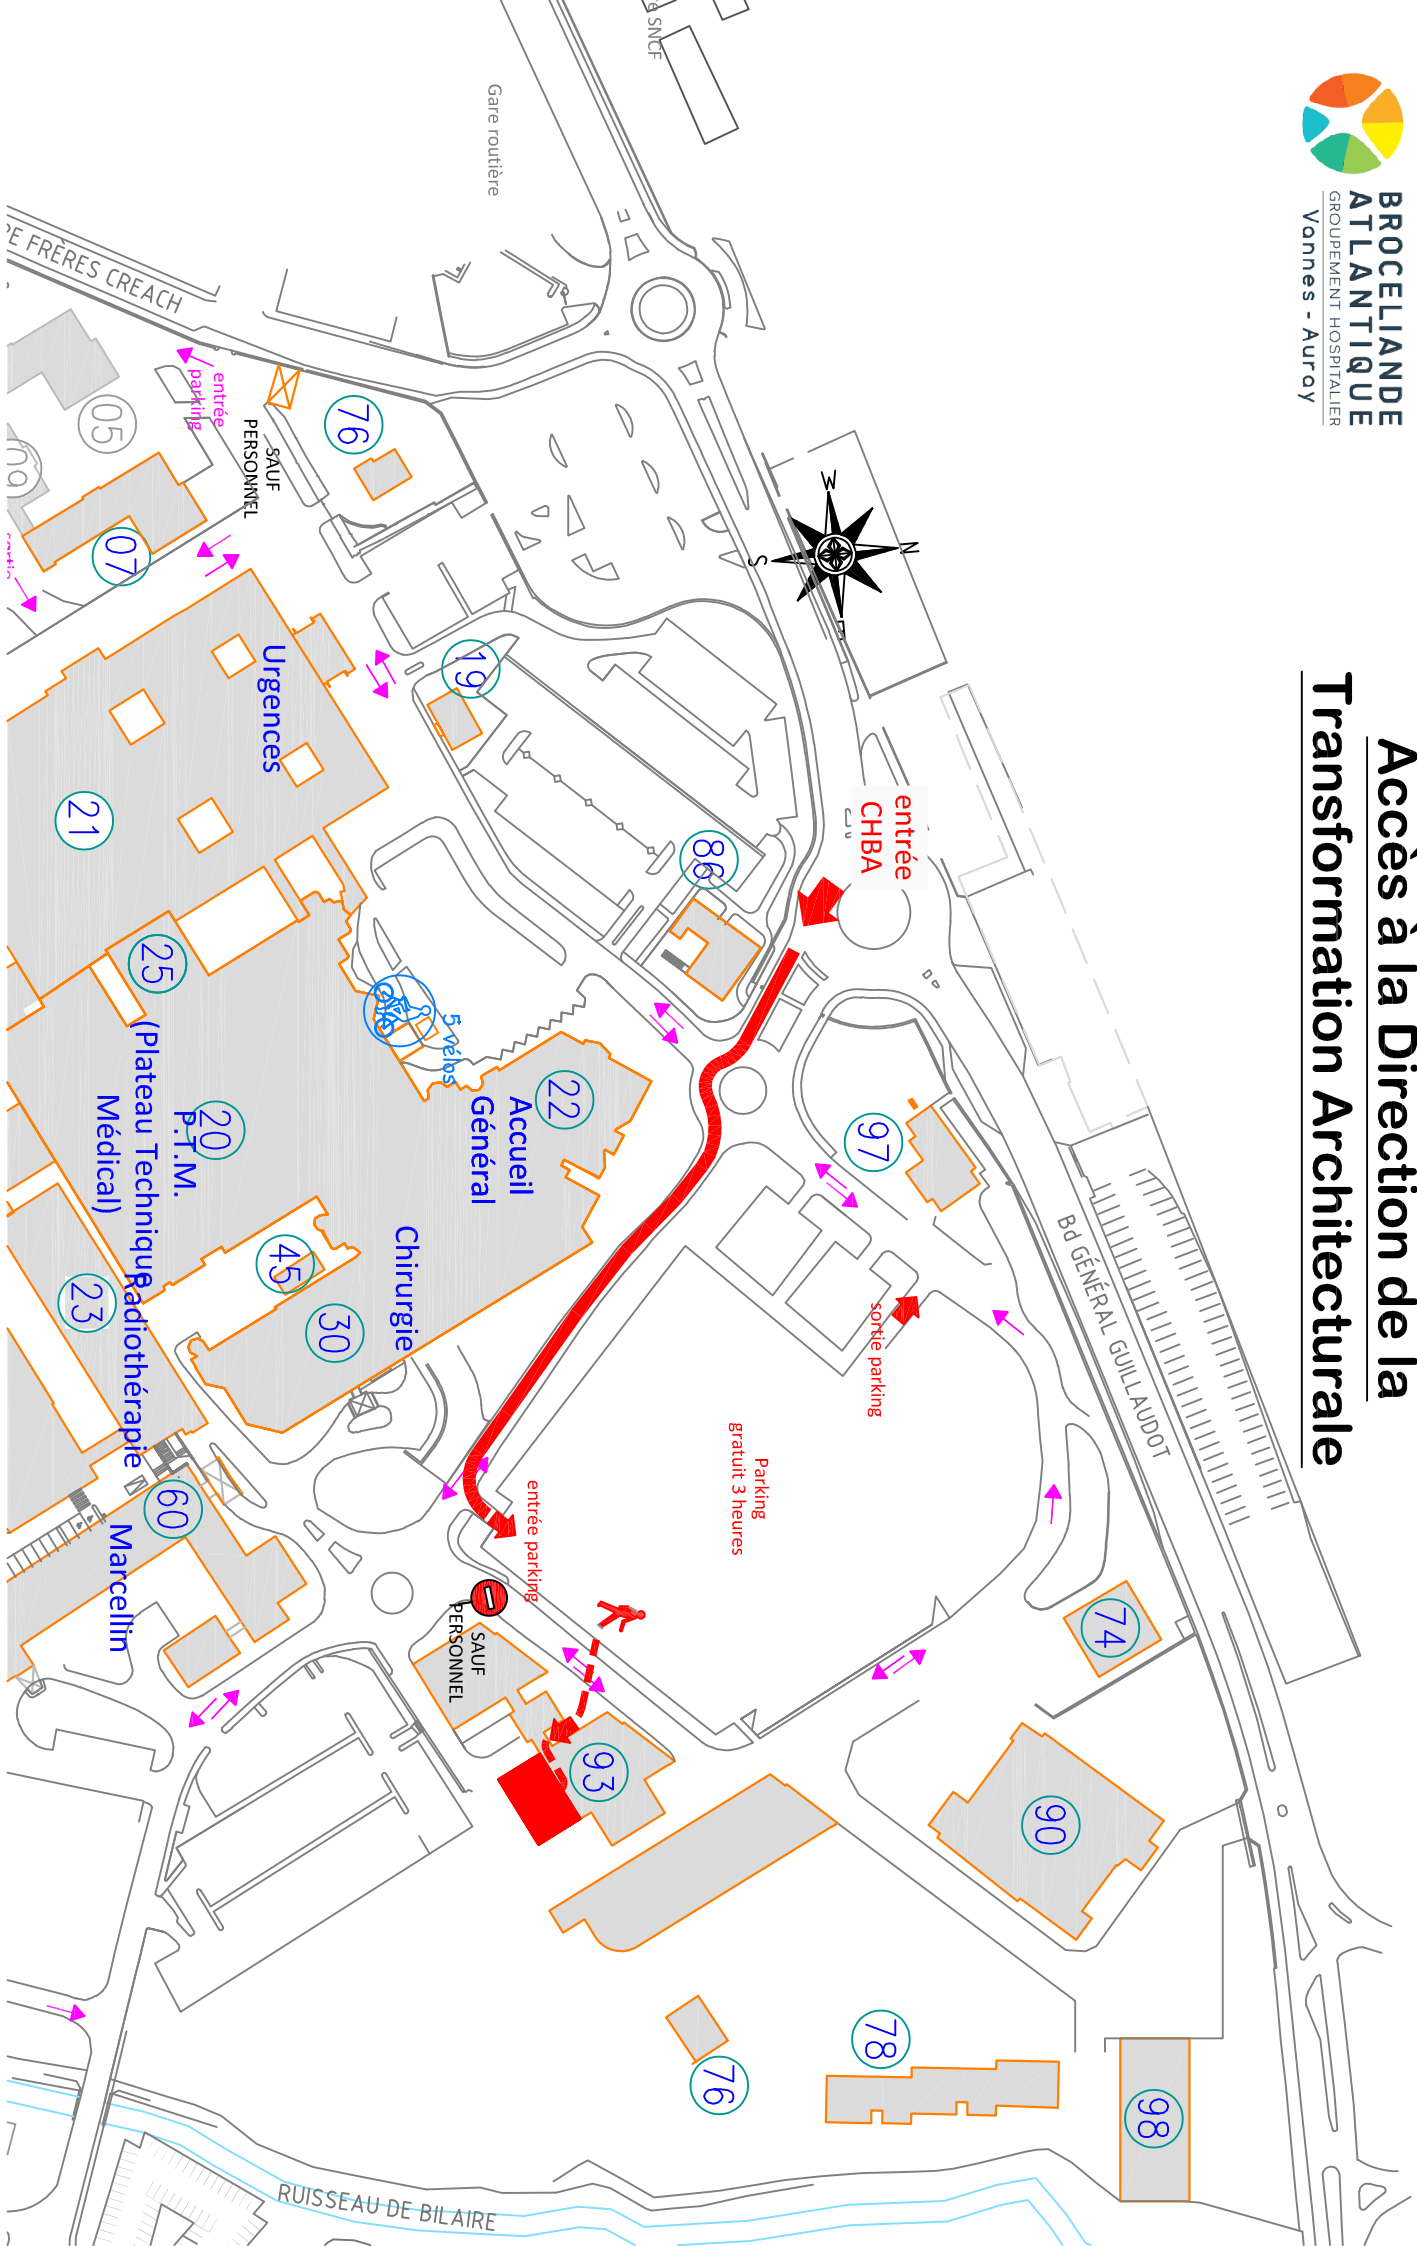 BROCELIANDE
ATLANTIQUE
GROUPEMENT HOSPITALIER
Vannes - Auray
Accès à la Direction de la
Transformation Architecturale
SNCF
Gare routière
FRÈRES CREACH
entrée
parking
SAUF
PERSONNEL
05
09
07
76
19
86
N
S
W
E
entrée
CHBA
Urgences
21
25
5 vélos
22
Accueil
Général
20
P.T.M.
(Plateau Technique
Médical)
45
30
Chirurgie
23
Radiothérapie
60
Marcellin
97
Bd GÉNÉRAL GUILLAUDOT
sortie parking
Parking
gratuit 3 heures
entrée parking
SAUF
PERSONNEL
74
93
90
76
78
98
RUISSEAU DE BILAIRE
sortie